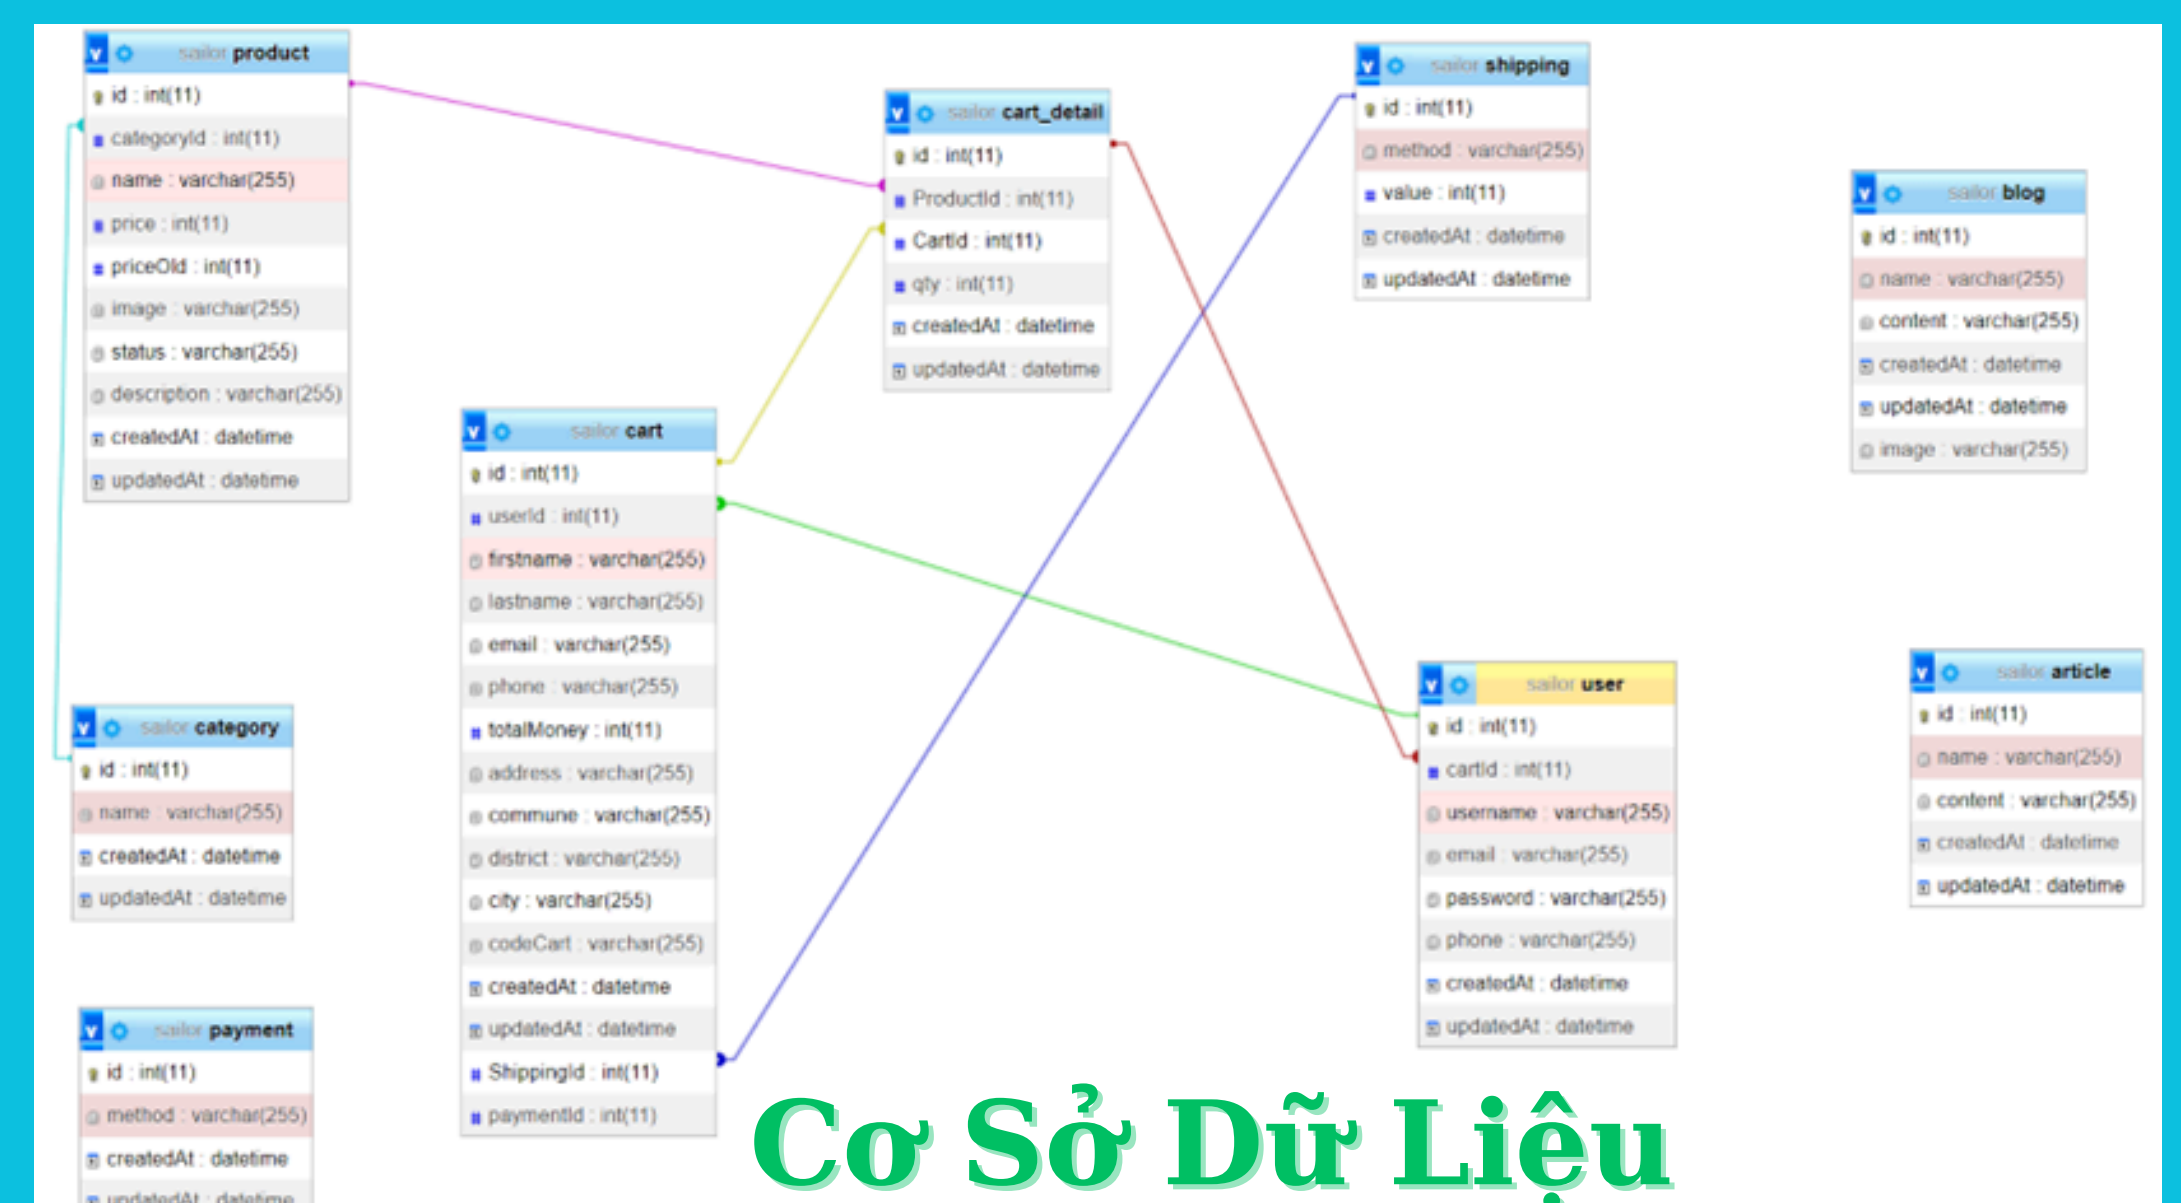 sailor product
id : int(11)
categoryId : int(11)
name : varchar(255)
price : int(11)
priceOld : int(11)
image : varchar(255)
status : varchar(255)
description : varchar(255)
createdAt : datetime
updatedAt : datetime
sailor category
id : int(11)
name : varchar(255)
createdAt : datetime
updatedAt : datetime
sailor payment
id : int(11)
method : varchar(255)
createdAt : datetime
updatedAt : datetime
sailor cart
id : int(11)
userId : int(11)
firstname : varchar(255)
lastname : varchar(255)
email : varchar(255)
phone : varchar(255)
totalMoney : int(11)
address : varchar(255)
commune : varchar(255)
district : varchar(255)
city : varchar(255)
codeCart : varchar(255)
createdAt : datetime
updatedAt : datetime
ShippingId : int(11)
paymentId : int(11)
sailor cart_detail
id : int(11)
ProductId : int(11)
CartId : int(11)
qty : int(11)
createdAt : datetime
updatedAt : datetime
sailor shipping
id : int(11)
method : varchar(255)
value : int(11)
createdAt : datetime
updatedAt : datetime
sailor user
id : int(11)
cartId : int(11)
username : varchar(255)
email : varchar(255)
password : varchar(255)
phone : varchar(255)
createdAt : datetime
updatedAt : datetime
sailor blog
id : int(11)
name : varchar(255)
content : varchar(255)
createdAt : datetime
updatedAt : datetime
image : varchar(255)
sailor article
id : int(11)
name : varchar(255)
content : varchar(255)
createdAt : datetime
updatedAt : datetime
Cơ Sở Dữ Liệu